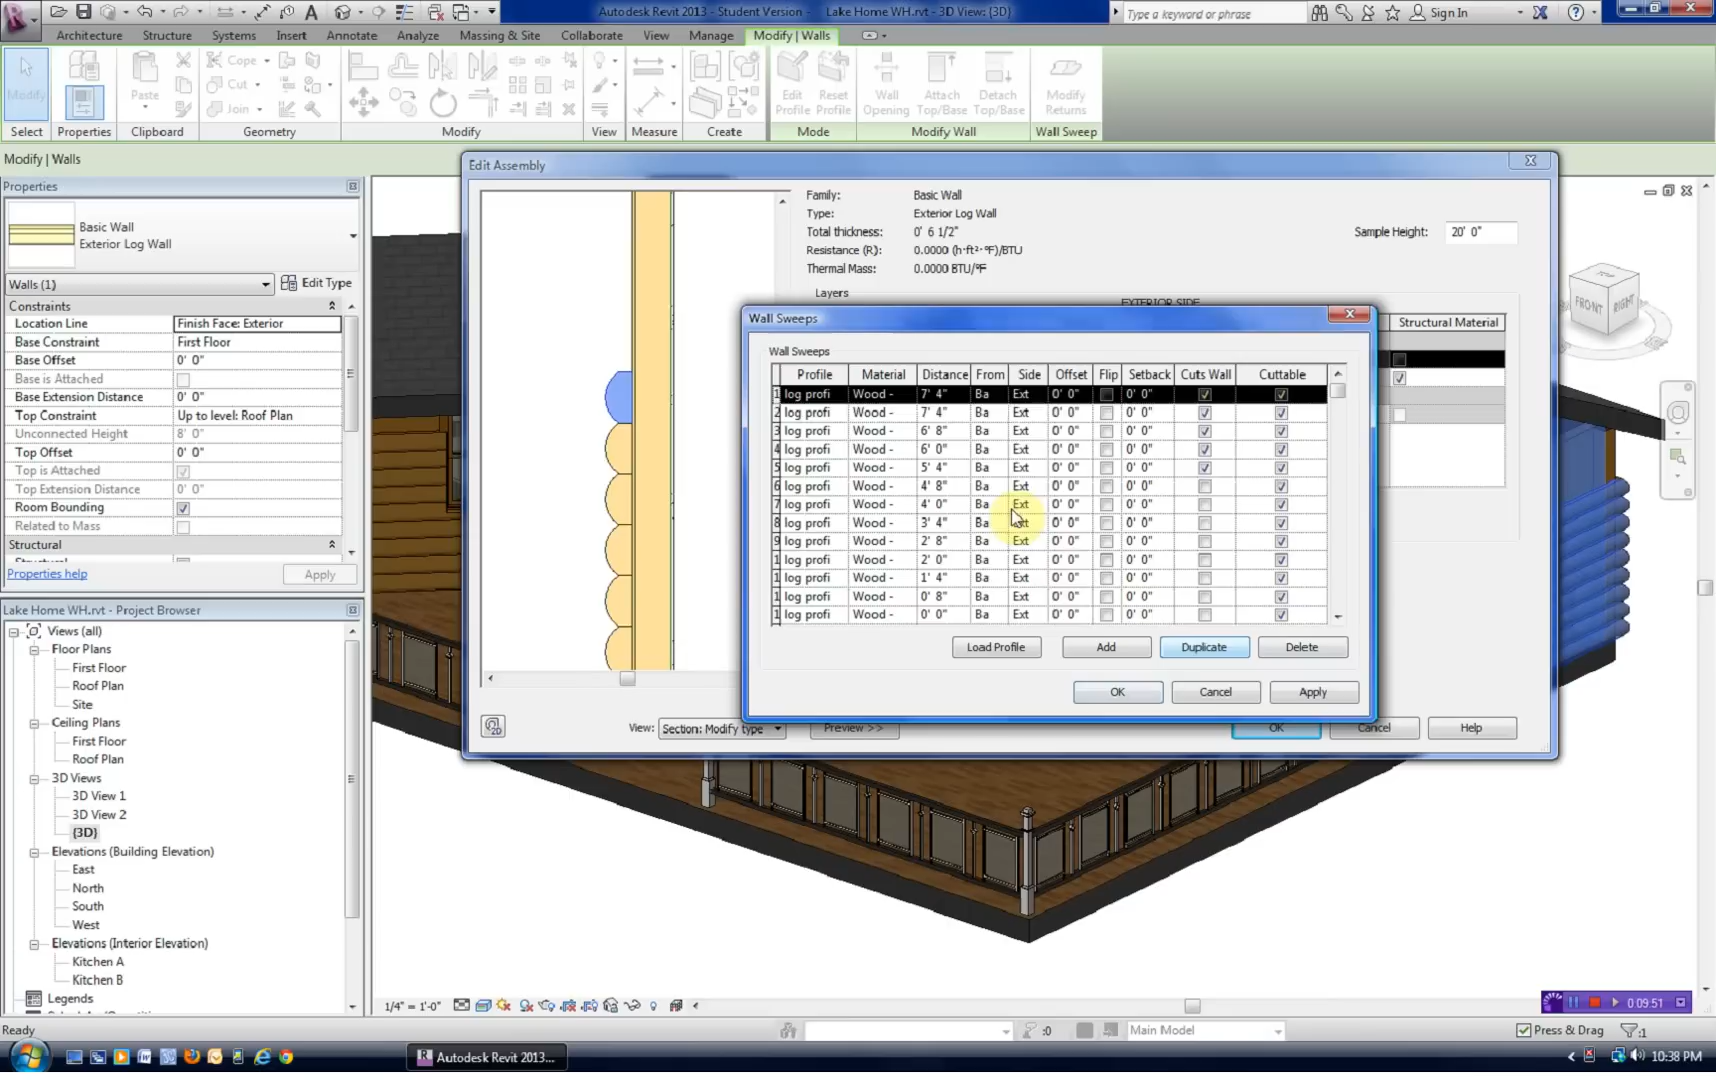 Autodesk Revit 2013 - Student Version - Lake Home WH.rvt - 3D View: {3D}
Type a keyword or phrase
Sign In
Architecture Structure Systems Insert Annotate Analyze Massing & Site Collaborate View Manage Modify | Walls
Modify
Paste
Cope
Cut
Join
Edit Profile
Reset Profile
Wall Opening
Attach Top/Base
Detach Top/Base
Modify Returns
Select Properties Clipboard Geometry Modify View Measure Create Mode Modify Wall Wall Sweep
Modify | Walls
Properties
Basic Wall
Exterior Log Wall
Walls (1) Edit Type
Constraints
Location Line Finish Face: Exterior
Base Constraint First Floor
Base Offset 0' 0"
Base is Attached
Base Extension Distance 0' 0"
Top Constraint Up to level: Roof Plan
Unconnected Height 8' 0"
Top Offset 0' 0"
Top is Attached
Top Extension Distance 0' 0"
Room Bounding
Related to Mass
Structural
Properties help Apply
Lake Home WH.rvt - Project Browser
Views (all)
Floor Plans
First Floor
Roof Plan
Site
Ceiling Plans
First Floor
Roof Plan
3D Views
3D View 1
3D View 2
{3D}
Elevations (Building Elevation)
East
North
South
West
Elevations (Interior Elevation)
Kitchen A
Kitchen B
Legends
Edit Assembly
Family: Basic Wall
Type: Exterior Log Wall
Total thickness: 0' 6 1/2"
Resistance (R): 0.0000 (h·ft²·°F)/BTU
Thermal Mass: 0.0000 BTU/°F
Sample Height: 20' 0"
Layers
EXTERIOR SIDE
Structural Material
Wall Sweeps
Wall Sweeps
Profile Material Distance From Side Offset Flip Setback Cuts Wall Cuttable
1 log profi Wood - 7' 4" Ba Ext 0' 0" 0' 0"
2 log profi Wood - 7' 4" Ba Ext 0' 0" 0' 0"
3 log profi Wood - 6' 8" Ba Ext 0' 0" 0' 0"
4 log profi Wood - 6' 0" Ba Ext 0' 0" 0' 0"
5 log profi Wood - 5' 4" Ba Ext 0' 0" 0' 0"
6 log profi Wood - 4' 8" Ba Ext 0' 0" 0' 0"
7 log profi Wood - 4' 0" Ba Ext 0' 0" 0' 0"
8 log profi Wood - 3' 4" Ba Ext 0' 0" 0' 0"
9 log profi Wood - 2' 8" Ba Ext 0' 0" 0' 0"
1 log profi Wood - 2' 0" Ba Ext 0' 0" 0' 0"
1 log profi Wood - 1' 4" Ba Ext 0' 0" 0' 0"
1 log profi Wood - 0' 8" Ba Ext 0' 0" 0' 0"
1 log profi Wood - 0' 0" Ba Ext 0' 0" 0' 0"
Load Profile Add Duplicate Delete
OK Cancel Apply
View: Section: Modify type Preview >> OK Cancel Help
TOP
FRONT
RIGHT
1/4" = 1'-0"
0:09:51
Ready
:0
Main Model
Press & Drag
:1
Autodesk Revit 2013...
10:38 PM